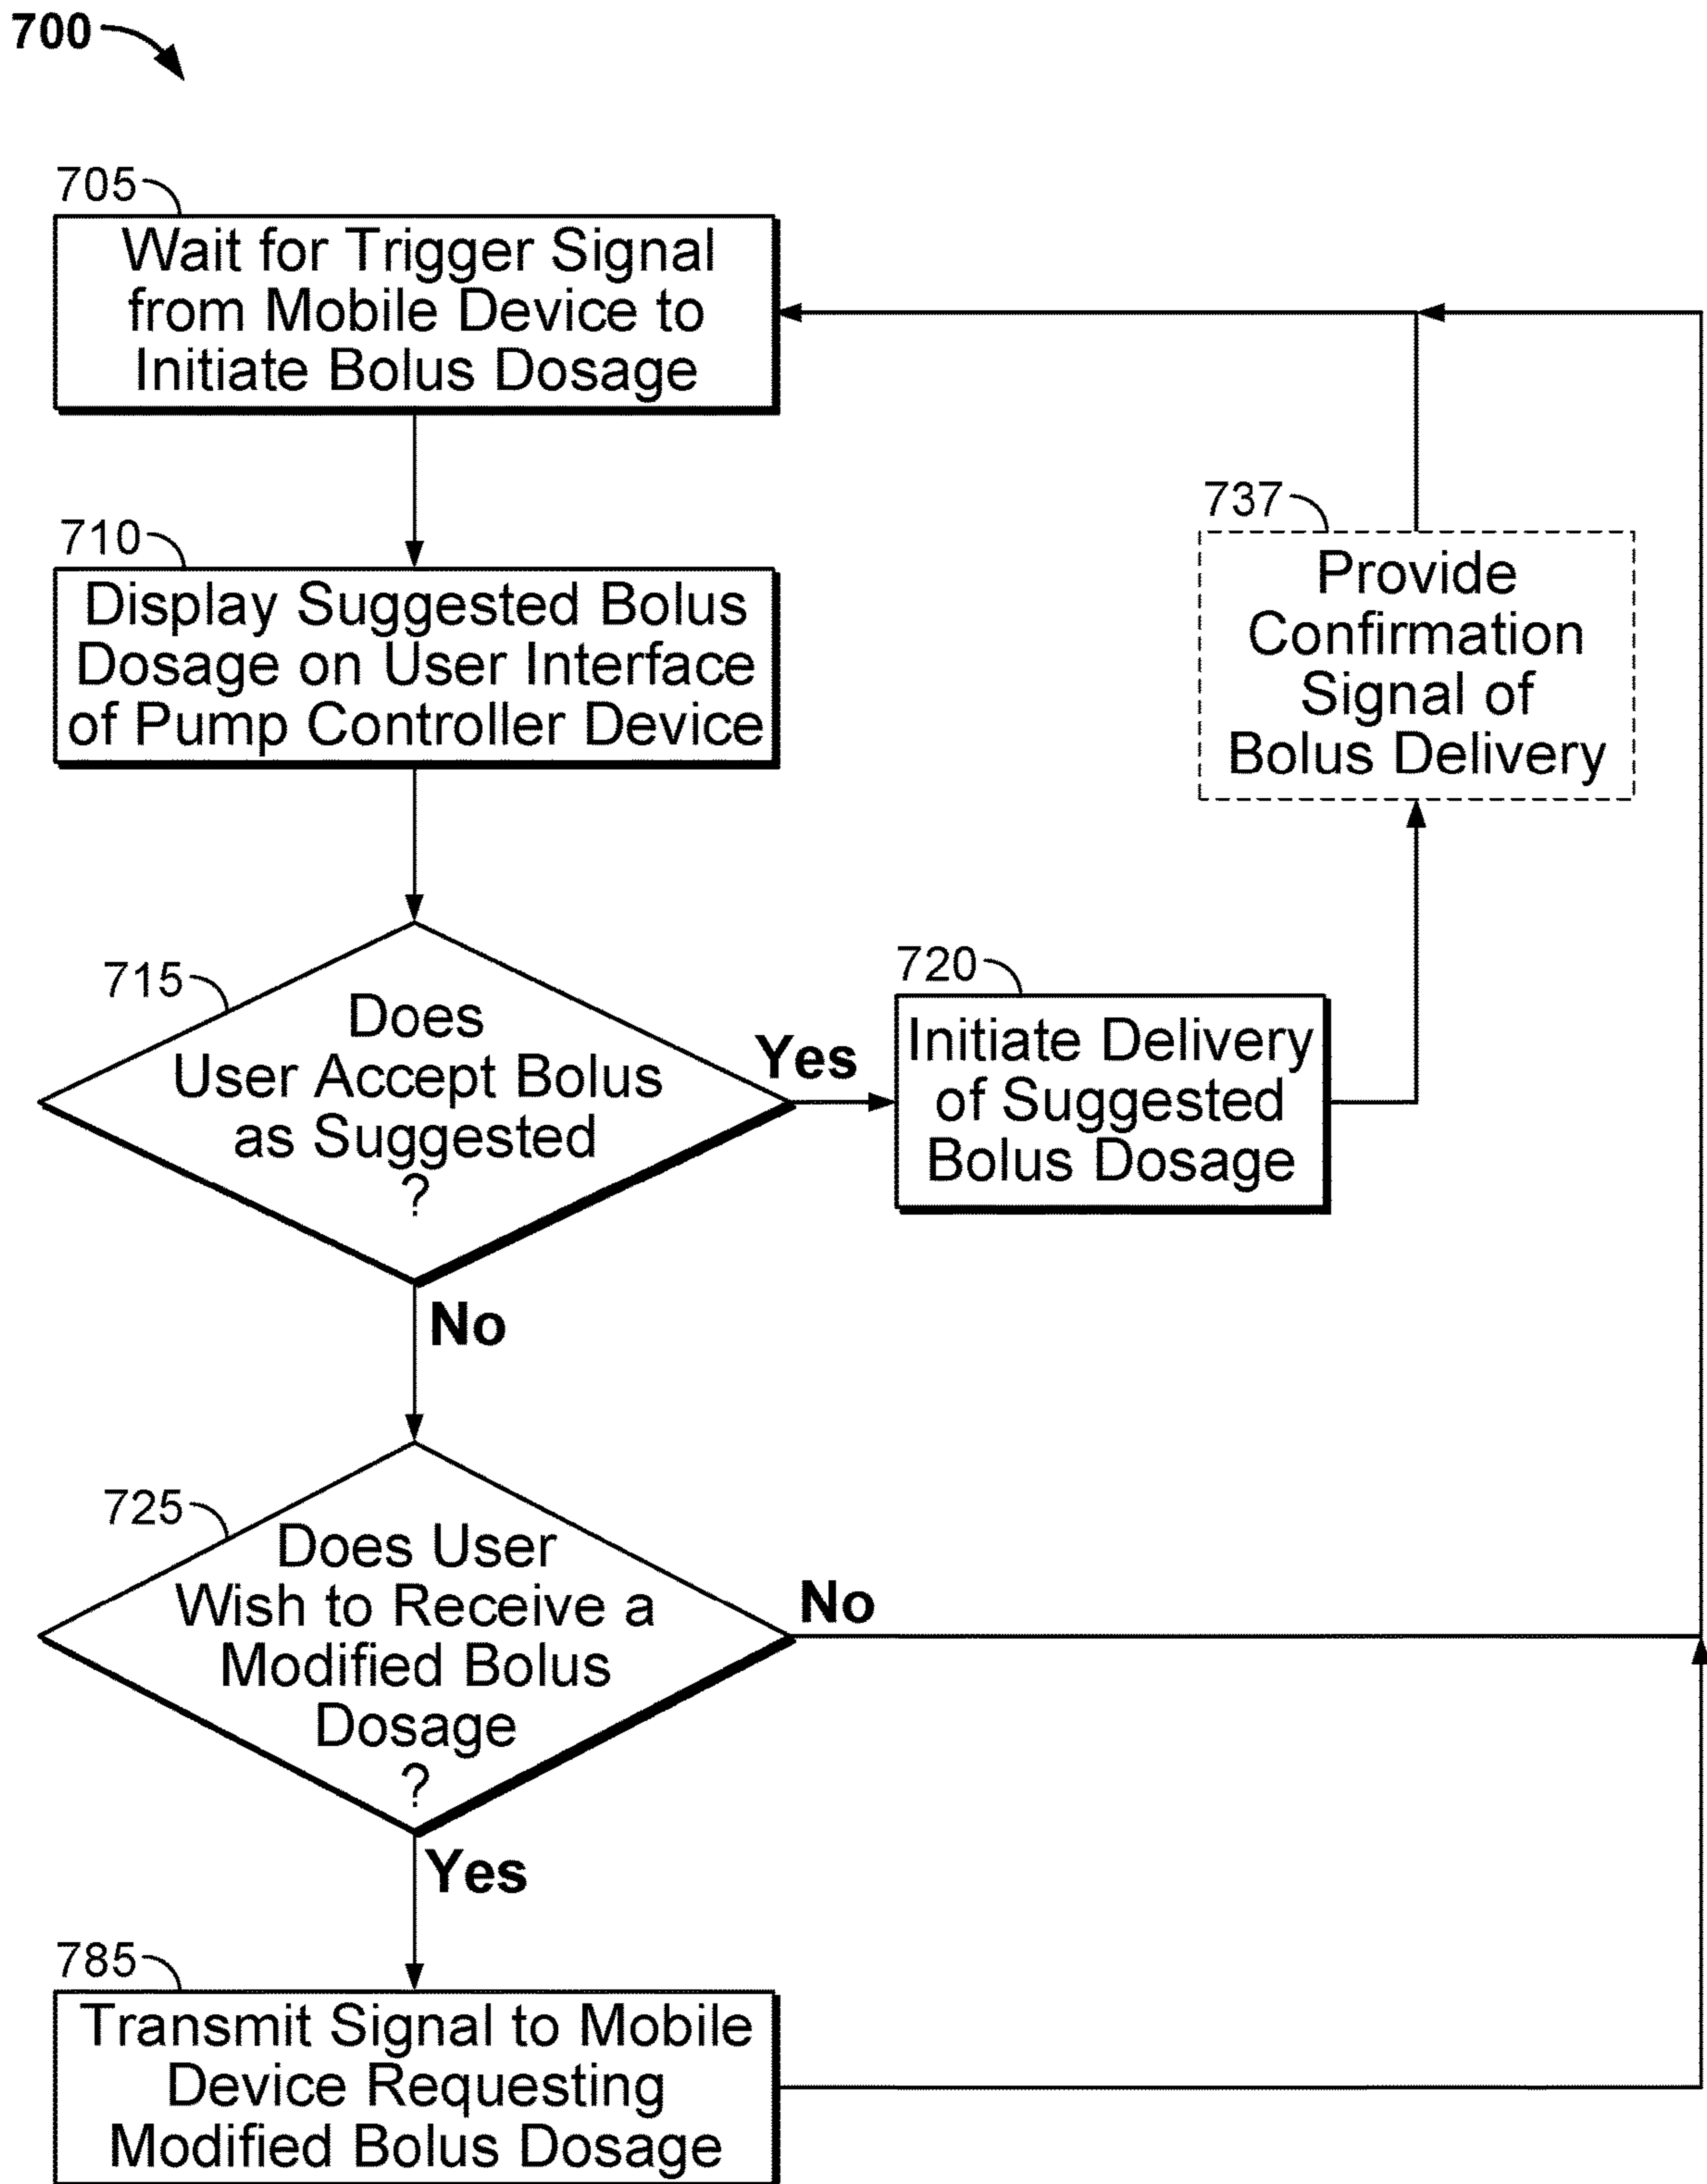 700
705
Wait for Trigger Signal
from Mobile Device to
Initiate Bolus Dosage
710
Display Suggested Bolus
Dosage on User Interface
of Pump Controller Device
737
Provide
Confirmation
Signal of
Bolus Delivery
715
Does
User Accept Bolus
as Suggested
?
Yes
720
Initiate Delivery
of Suggested
Bolus Dosage
No
725
Does User
Wish to Receive a
Modified Bolus
Dosage
?
No
Yes
785
Transmit Signal to Mobile
Device Requesting
Modified Bolus Dosage